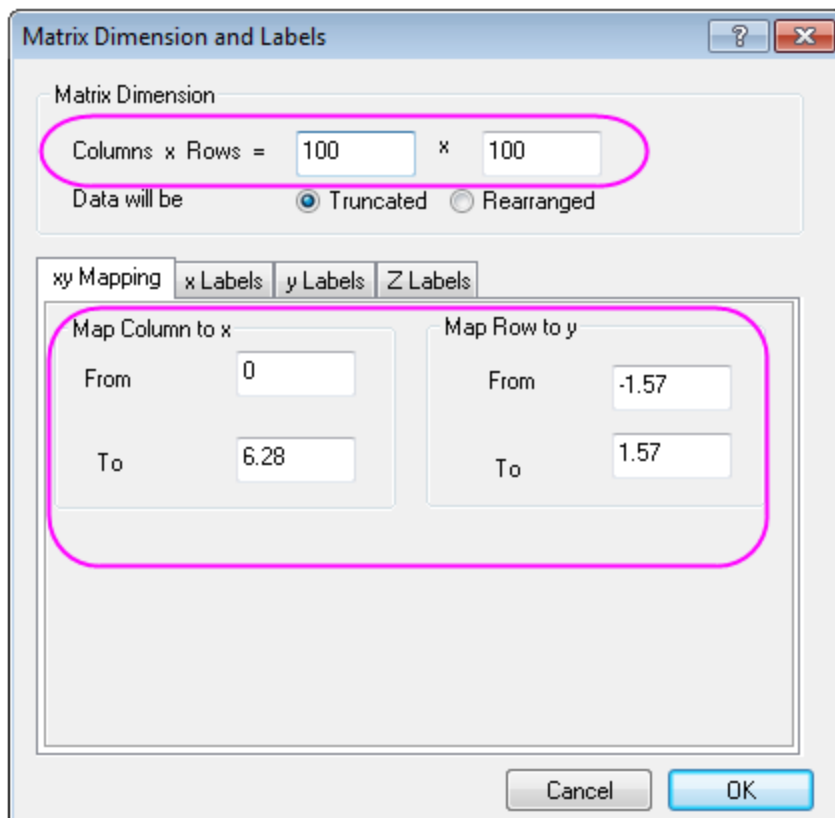 Matrix Dimension and Labels
Matrix Dimension
Columns x Rows = 100 x 100
Data will be Truncated Rearranged
xy Mapping x Labels y Labels Z Labels
Map Column to x
From 0
To 6.28
Map Row to y
From -1.57
To 1.57
Cancel OK